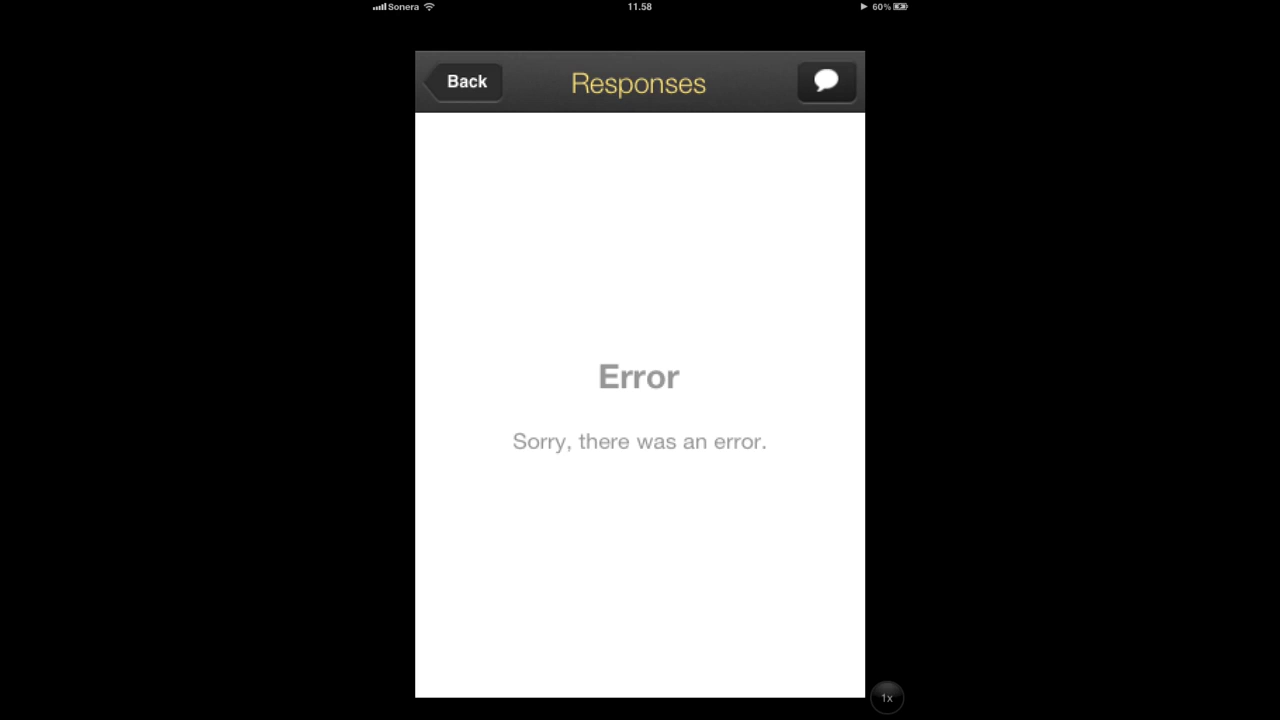 Sonera 11.58 60%
Back Responses
Error
Sorry, there was an error.
1x